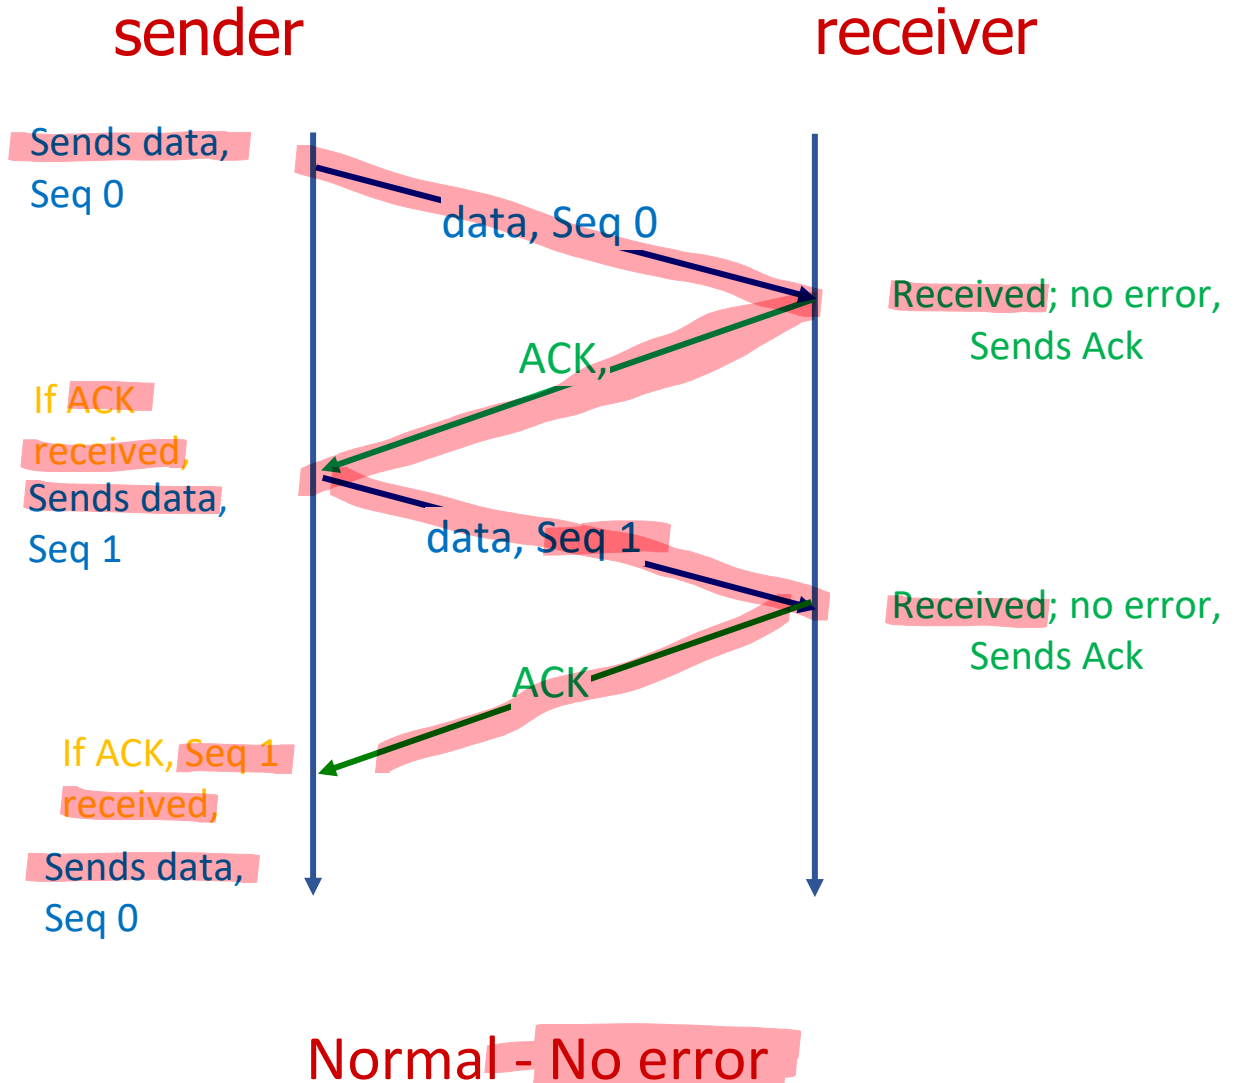 sender
receiver
Sends data,
Seq 0
data, Seq 0
Received; no error,
Sends Ack
ACK,
If ACK
received,
Sends data,
Seq 1
data, Seq 1
Received; no error,
Sends Ack
ACK
If ACK, Seq 1
received,
Sends data,
Seq 0
Normal - No error